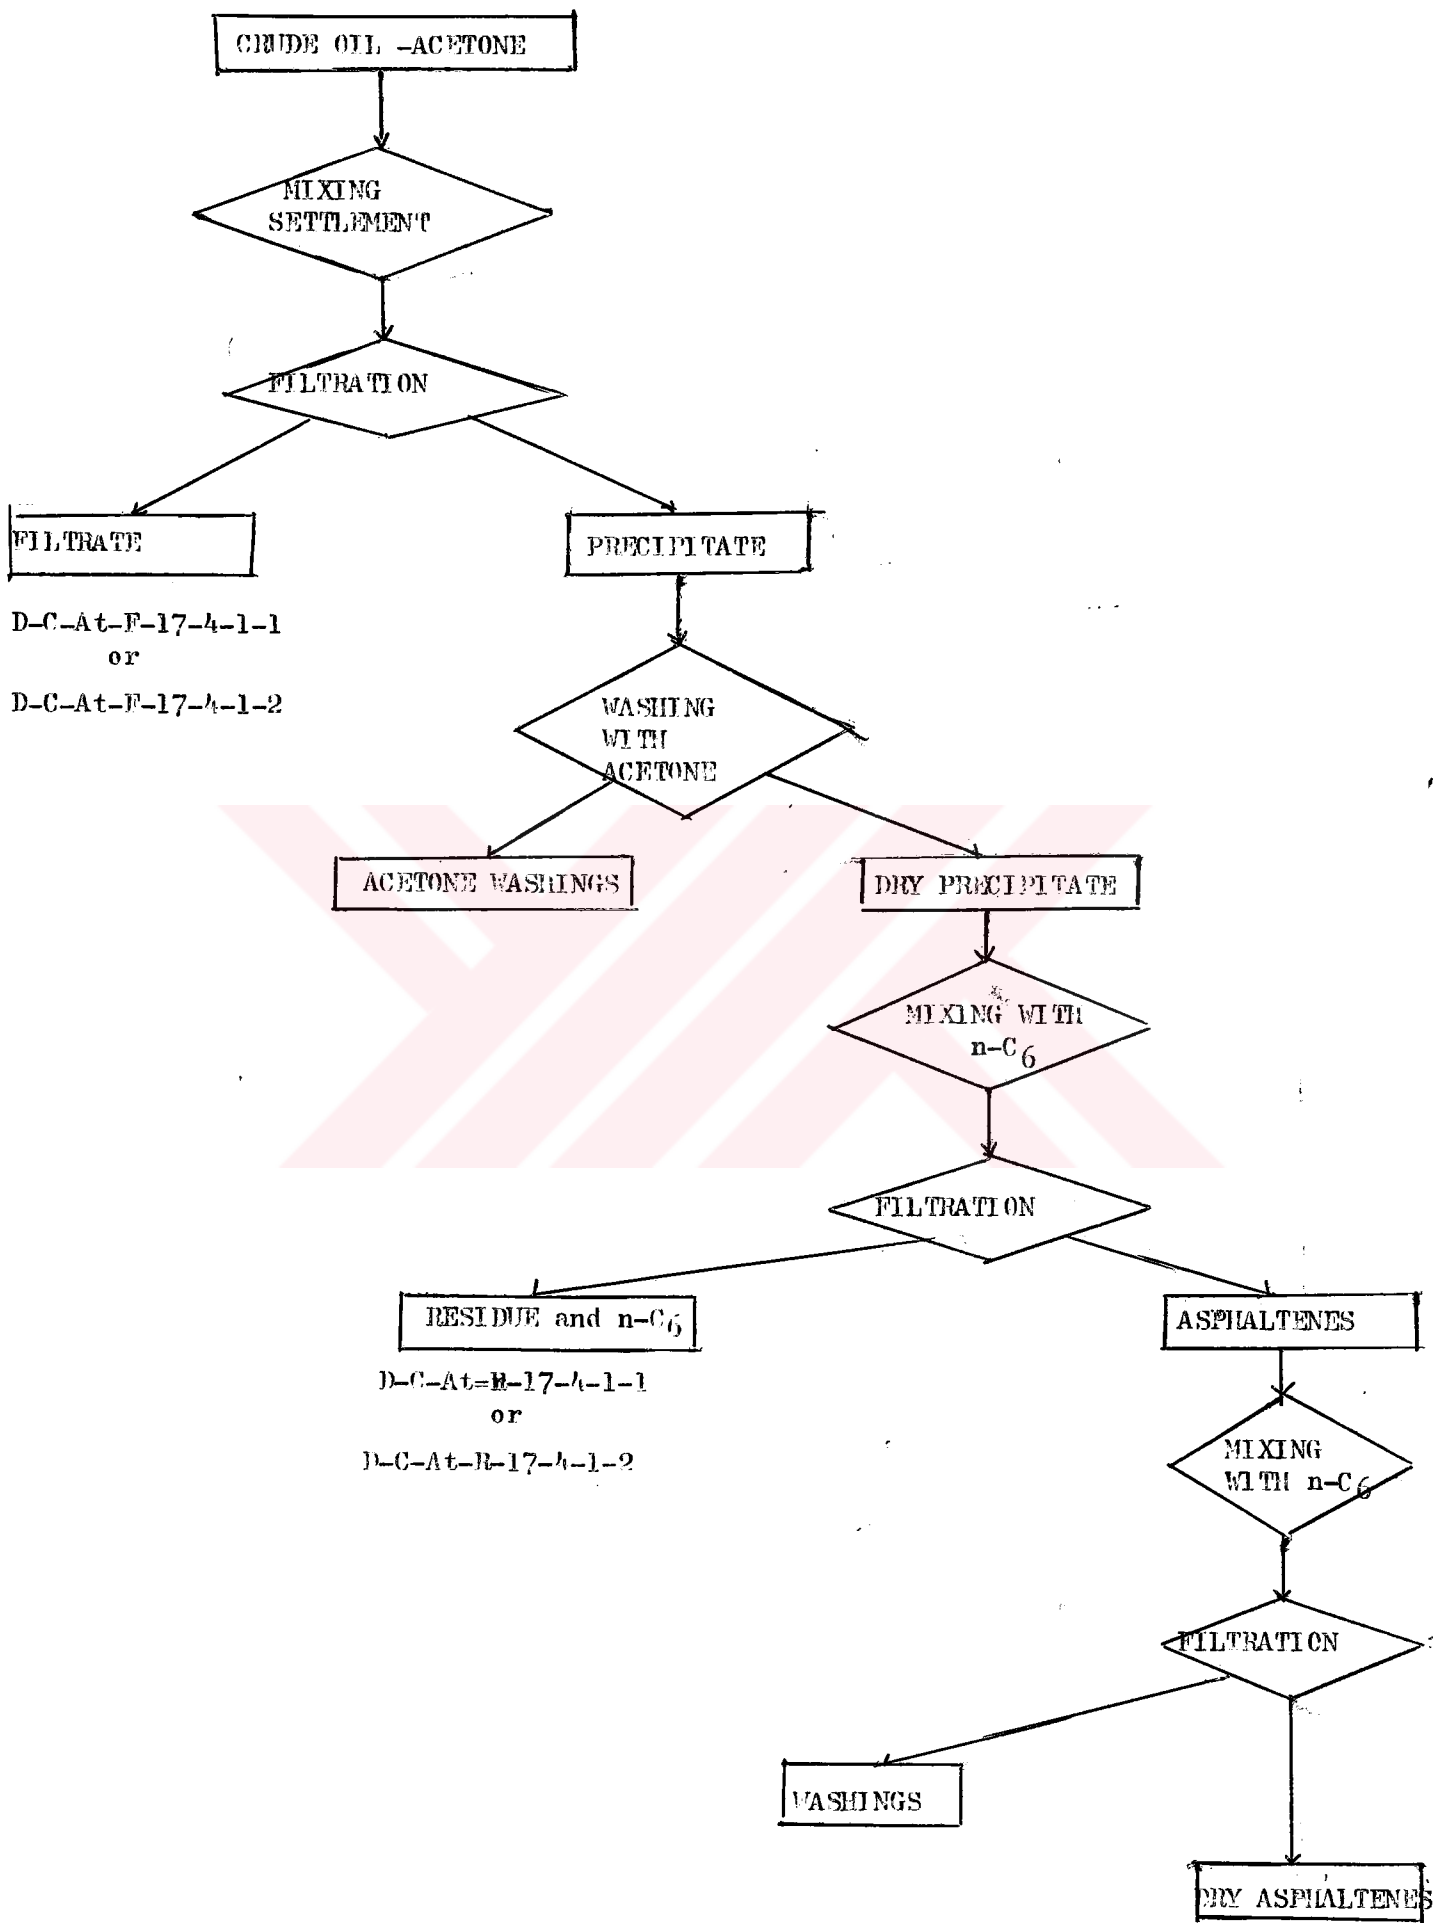 CRUDE OIL -ACETONE
MIXING
SETTLEMENT
FILTRATION
FILTRATE
PRECIPITATE
D-C-At-F-17-4-1-1
or
D-C-At-F-17-4-1-2
WASHING
WITH
ACETONE
ACETONE WASHINGS
DRY PRECIPITATE
MIXING WITH
n-C6
FILTRATION
RESIDUE and n-C6
ASPHALTENES
D-C-At=R-17-4-1-1
or
D-C-At-R-17-4-1-2
MIXING
WITH n-C6
FILTRATION
WASHINGS
DRY ASPHALTENES